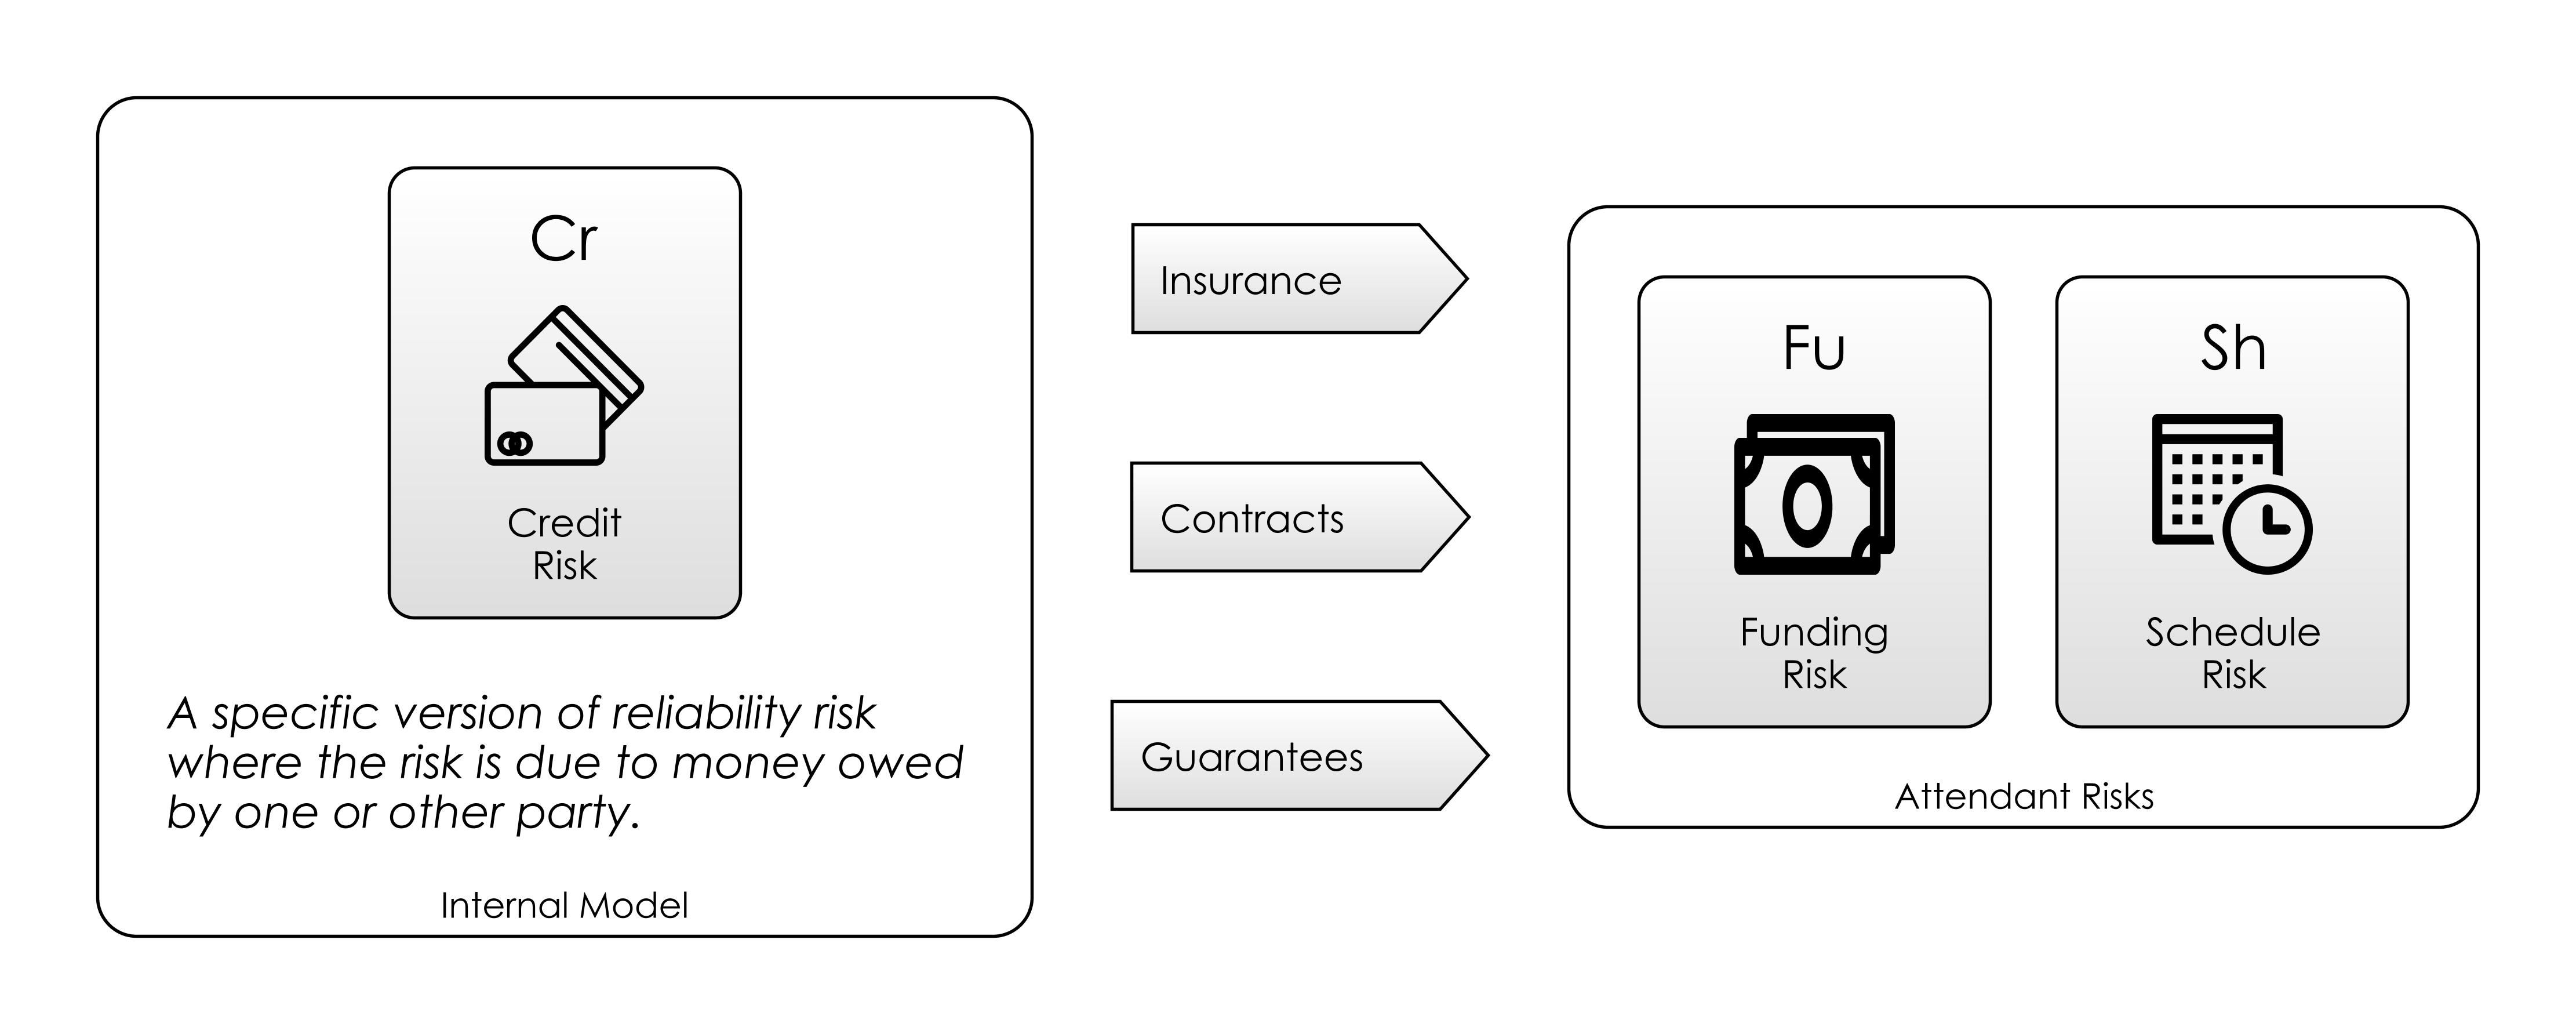 Cr
Credit
Risk
A specific version of reliability risk
where the risk is due to money owed
by one or other party.
Internal Model
Insurance
Contracts
Guarantees
Fu
Funding
Risk
Sh
Schedule
Risk
Attendant Risks